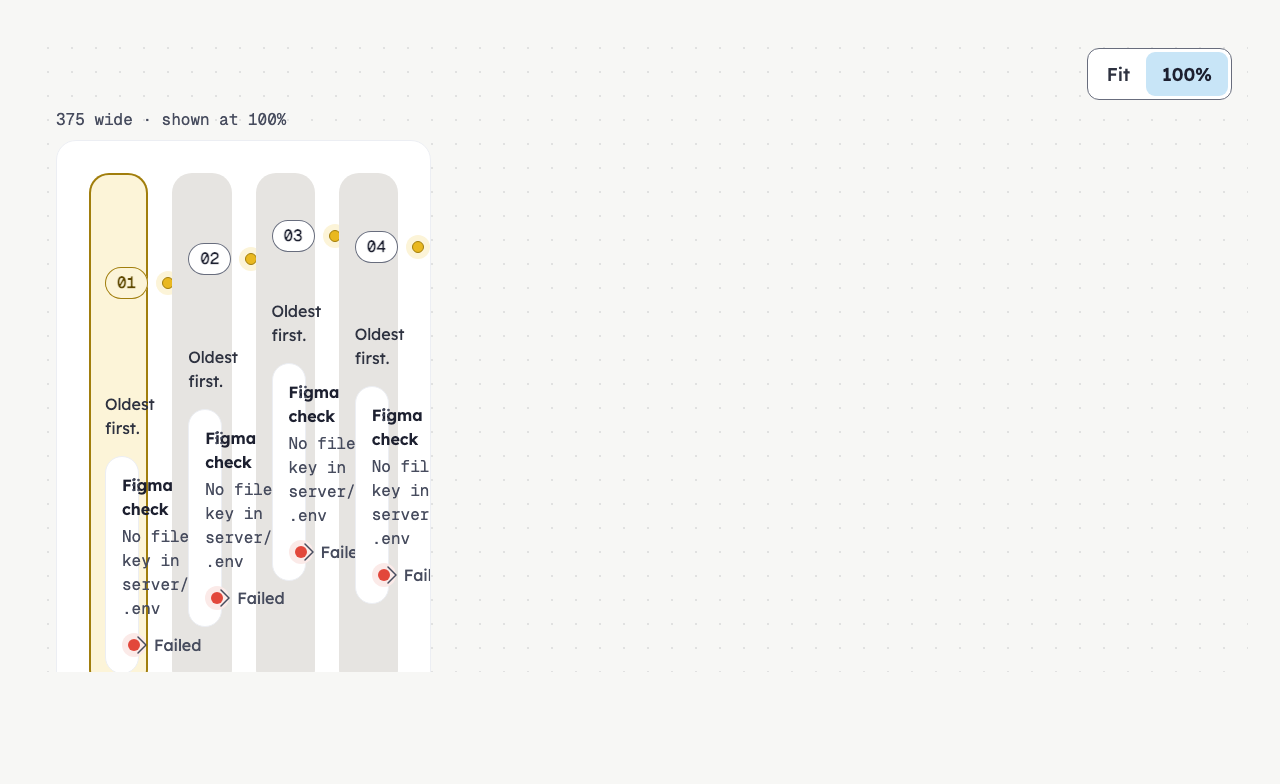 Fit 100%
375 wide · shown at 100%
01
Oldest
first.
Figma
check
No file
key in
server/
.env
Failed
02
Oldest
first.
Figma
check
No file
key in
server/
.env
Failed
03
Oldest
first.
Figma
check
No file
key in
server/
.env
Faile
04
Oldest
first.
Figma
check
No fil
key in
server
.env
Fail